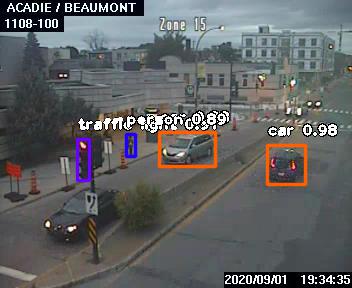 ACADIE / BEAUMONT
1108-100
Zone 15
person 0.89
traffic light 0.91
car 0.98
2020/09/01 19:34:35